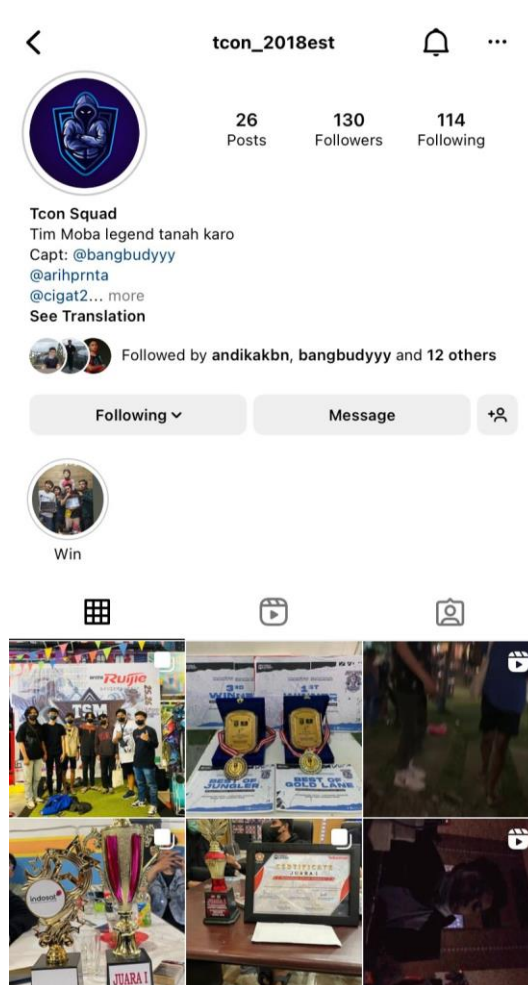 tcon_2018est
26 130 114
Posts Followers Following
Tcon Squad
Tim Moba legend tanah karo
Capt: @bangbudyyy
@arihprnta
@cigat2... more
See Translation
Followed by andikakbn, bangbudyyy and 12 others
Following Message
Win
Ruijie
TSM
3RD 1ST
WINNER
BEST OF BEST OF
JUNGLER GOLD LANE
indosat
JUARA I
CERTIFICATE
JUARA I